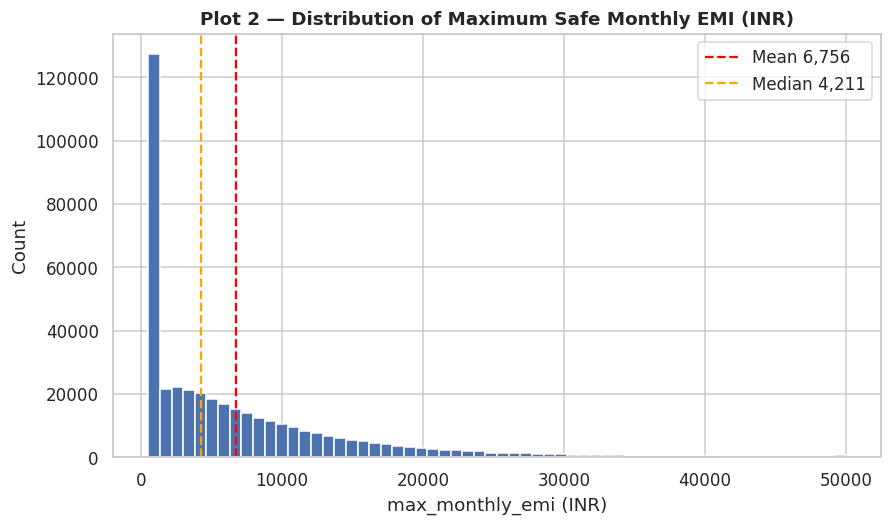 Plot 2 — Distribution of Maximum Safe Monthly EMI (INR)
Mean 6,756
Median 4,211
Count
120000
100000
80000
60000
40000
20000
0
0 10000 20000 30000 40000 50000
max_monthly_emi (INR)